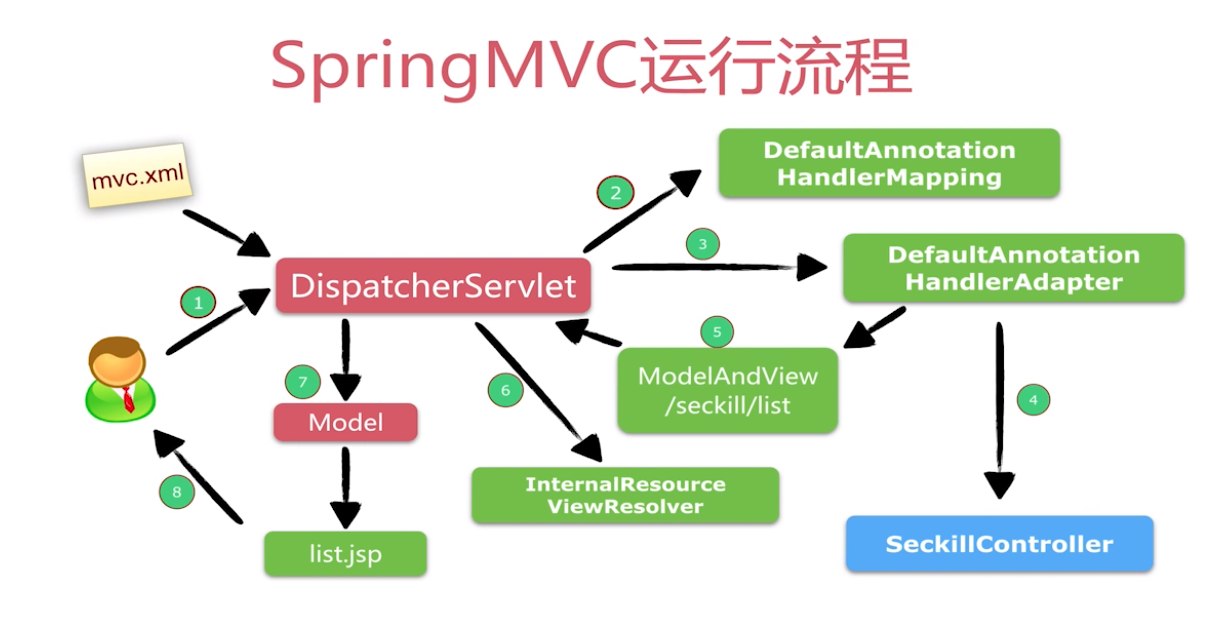 SpringMVC运行流程
mvc.xml
DefaultAnnotation
HandlerMapping
2
3
DefaultAnnotation
HandlerAdapter
DispatcherServlet
1
5
ModelAndView
/seckill/list
7
6
4
Model
8
InternalResource
ViewResolver
list.jsp
SeckillController